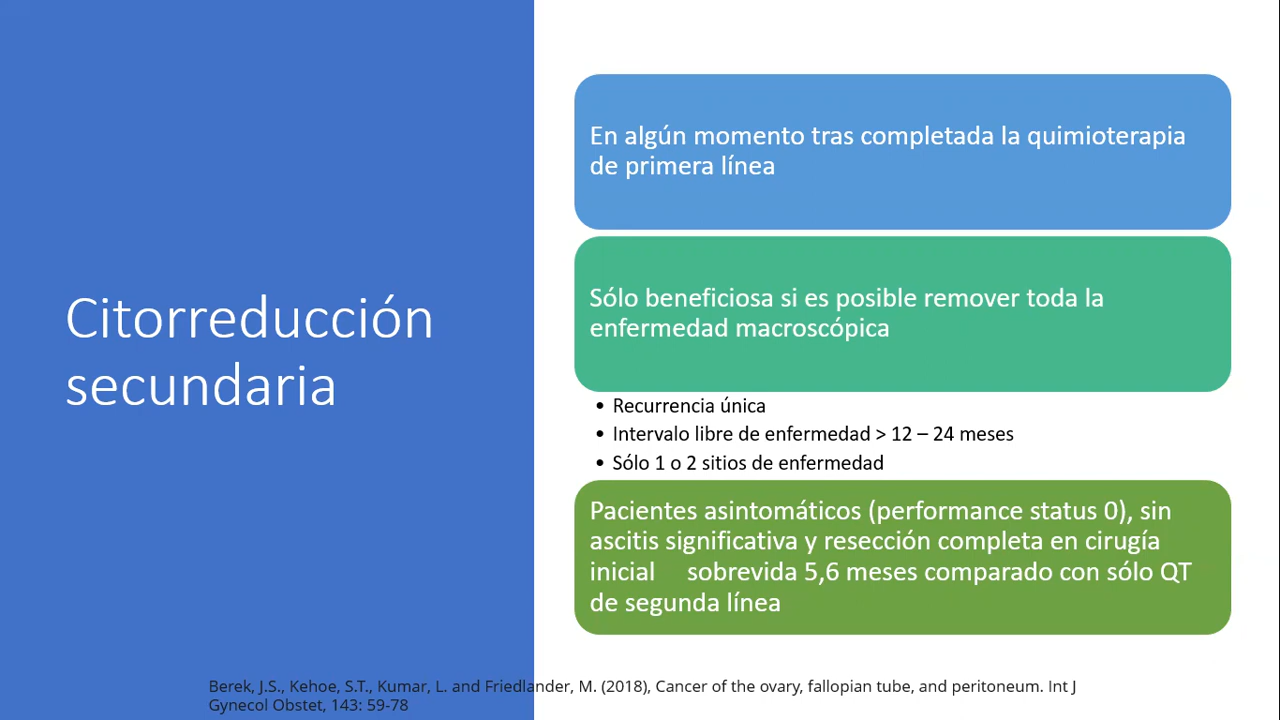 Citorreducción
secundaria
En algún momento tras completada la quimioterapia
de primera línea
Sólo beneficiosa si es posible remover toda la
enfermedad macroscópica
• Recurrencia única
• Intervalo libre de enfermedad > 12 – 24 meses
• Sólo 1 o 2 sitios de enfermedad
Pacientes asintomáticos (performance status 0), sin
ascitis significativa y resección completa en cirugía
inicial sobrevida 5,6 meses comparado con sólo QT
de segunda línea
Berek, J.S., Kehoe, S.T., Kumar, L. and Friedlander, M. (2018), Cancer of the ovary, fallopian tube, and peritoneum. Int J
Gynecol Obstet, 143: 59-78